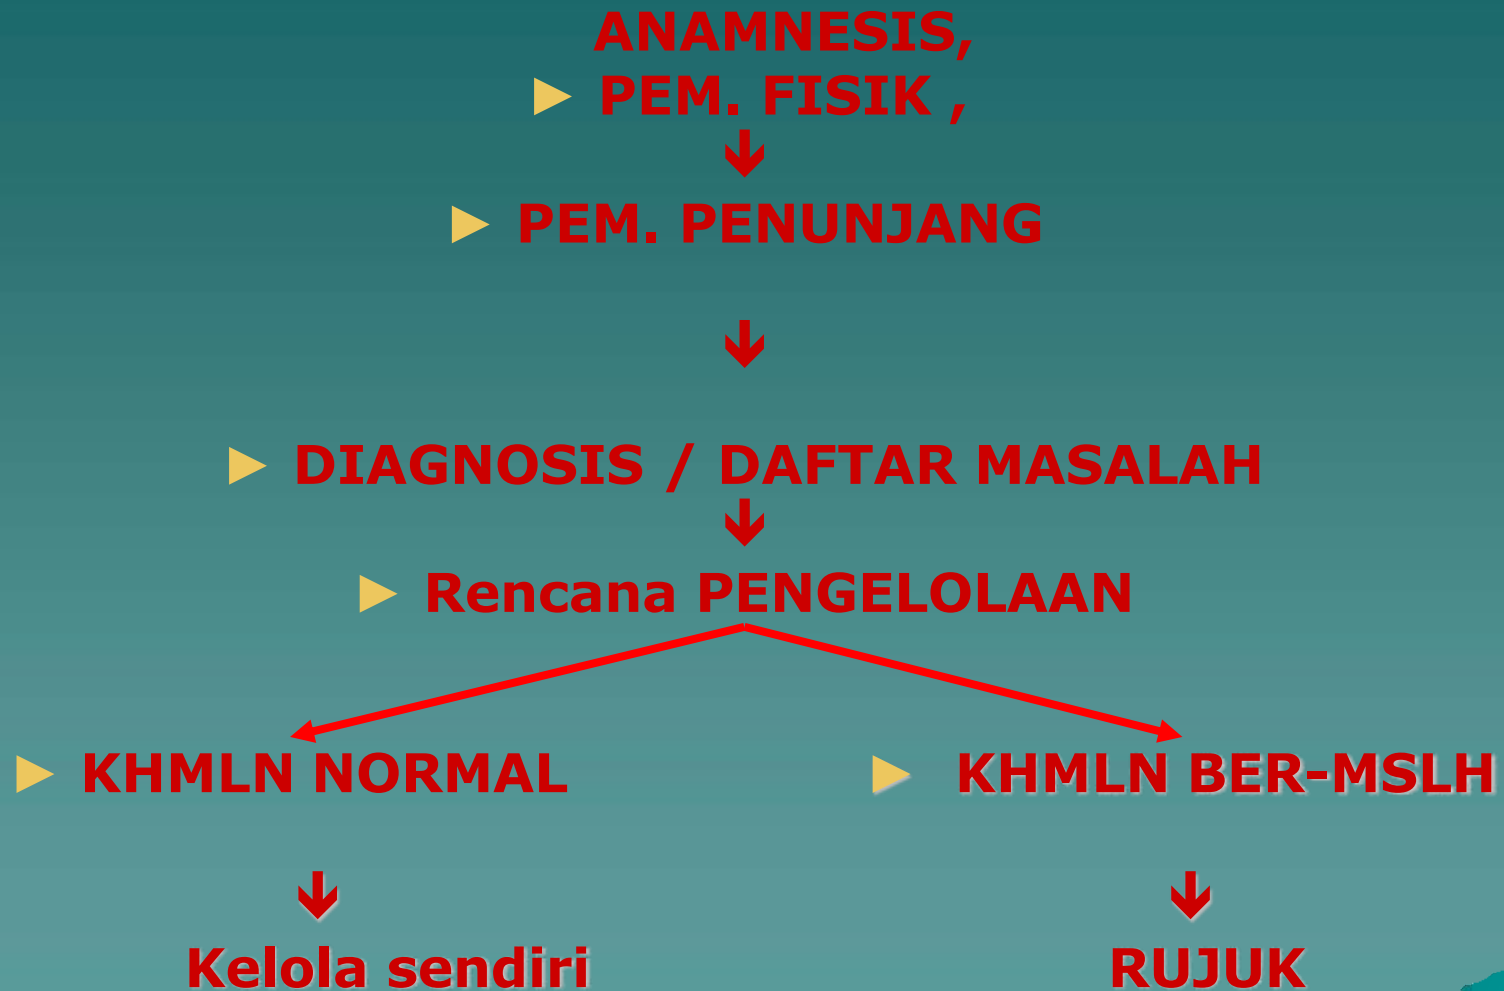 ANAMNESIS,
PEM. FISIK ,
PEM. PENUNJANG
DIAGNOSIS / DAFTAR MASALAH
Rencana PENGELOLAAN
KHMLN NORMAL
KHMLN BER-MSLH
Kelola sendiri
RUJUK